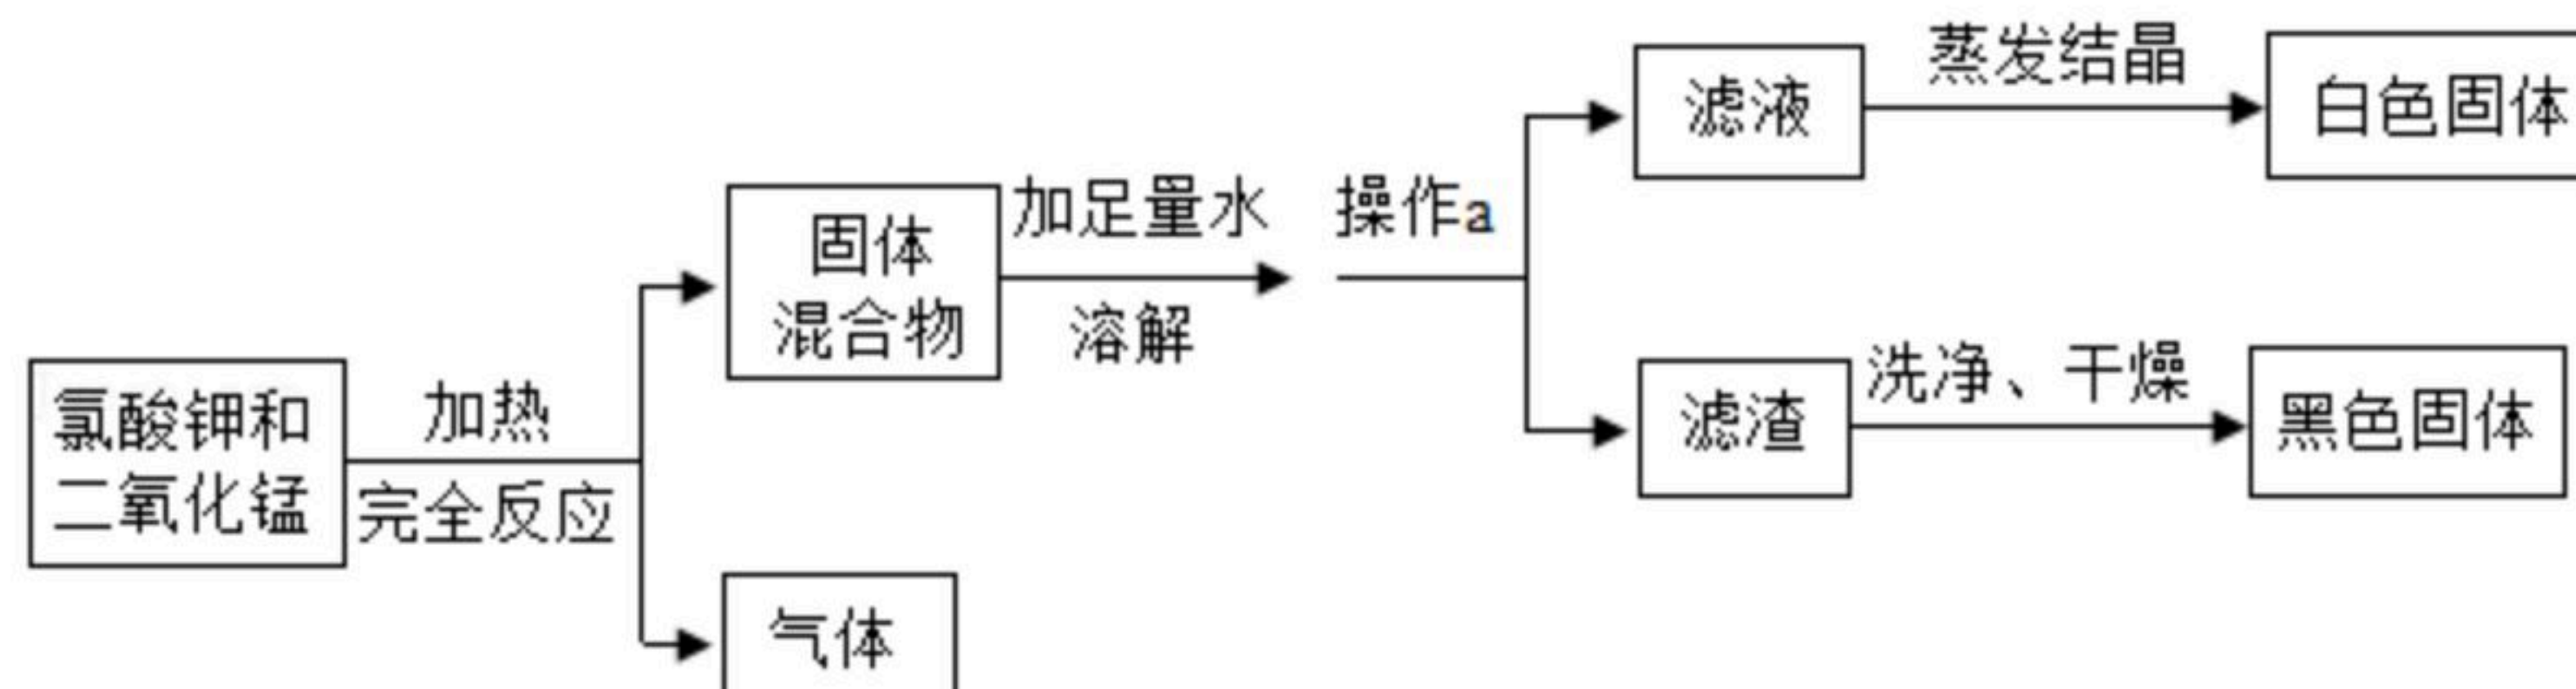 氯酸钾和
二氧化锰
加热
完全反应
固体
混合物
气体
加足量水
溶解
操作a
滤液
蒸发结晶
白色固体
滤渣
洗净、干燥
黑色固体